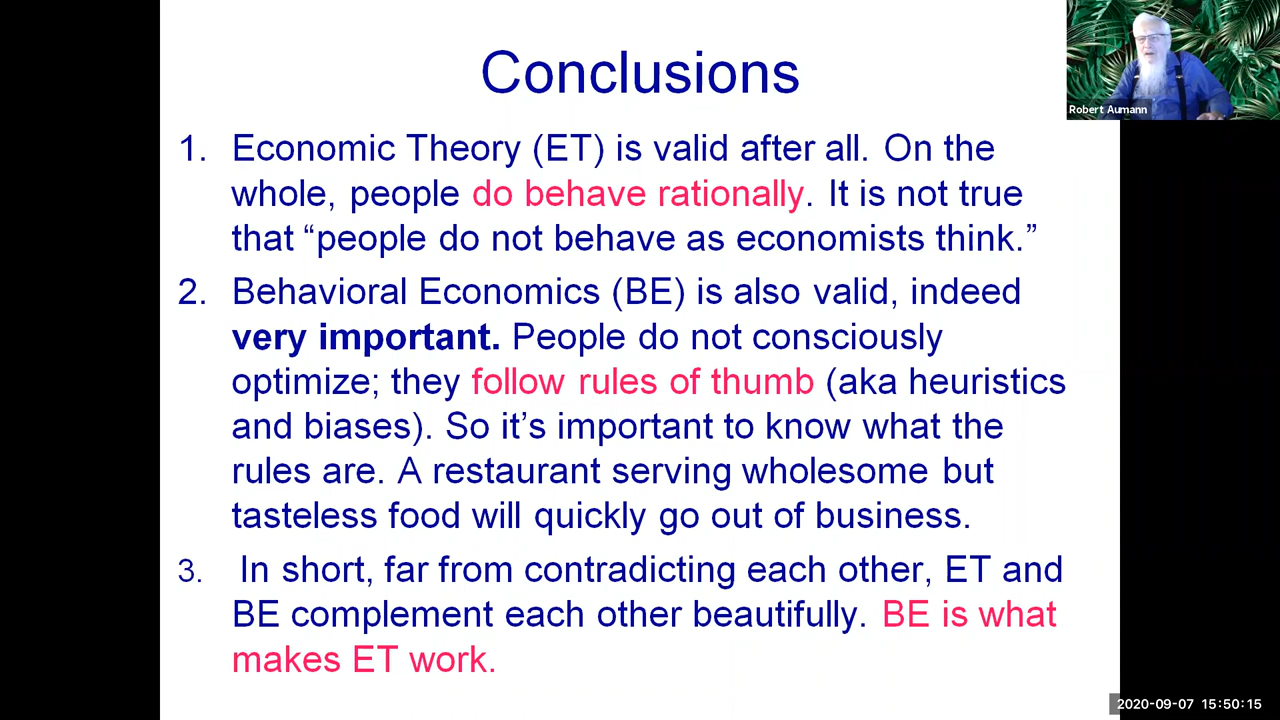 Conclusions
Robert Aumann
1. Economic Theory (ET) is valid after all. On the
whole, people do behave rationally. It is not true
that “people do not behave as economists think.”
2. Behavioral Economics (BE) is also valid, indeed
very important. People do not consciously
optimize; they follow rules of thumb (aka heuristics
and biases). So it’s important to know what the
rules are. A restaurant serving wholesome but
tasteless food will quickly go out of business.
3. In short, far from contradicting each other, ET and
BE complement each other beautifully. BE is what
makes ET work.
2020-09-07 15:50:15